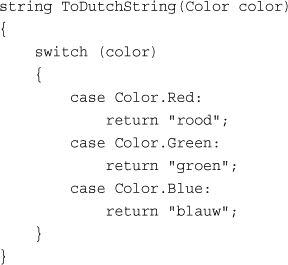 string ToDutchString(Color color)
{
    switch (color)
    {
        case Color.Red:
            return "rood";
        case Color.Green:
            return "groen";
        case Color.Blue:
            return "blauw";
    }
}